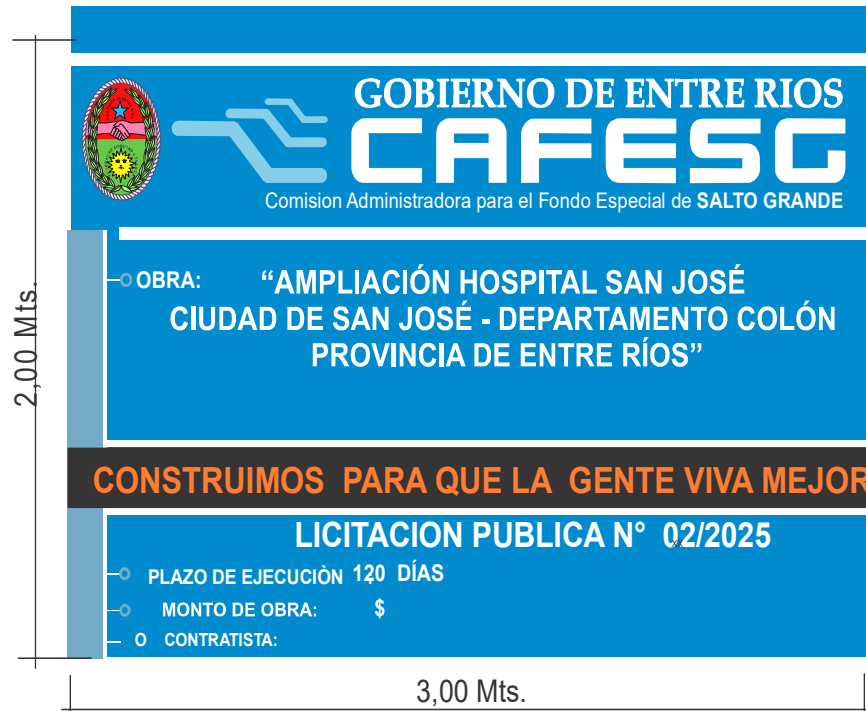 GOBIERNO DE ENTRE RIOS
CAFESG
Comision Administradora para el Fondo Especial de SALTO GRANDE
OBRA: “AMPLIACIÓN HOSPITAL SAN JOSÉ
CIUDAD DE SAN JOSÉ - DEPARTAMENTO COLÓN
PROVINCIA DE ENTRE RÍOS”
2,00 Mts.
CONSTRUIMOS PARA QUE LA GENTE VIVA MEJOR
LICITACION PUBLICA N° 02/2025
PLAZO DE EJECUCIÒN : 120 DÍAS
MONTO DE OBRA: $
O CONTRATISTA:
3,00 Mts.